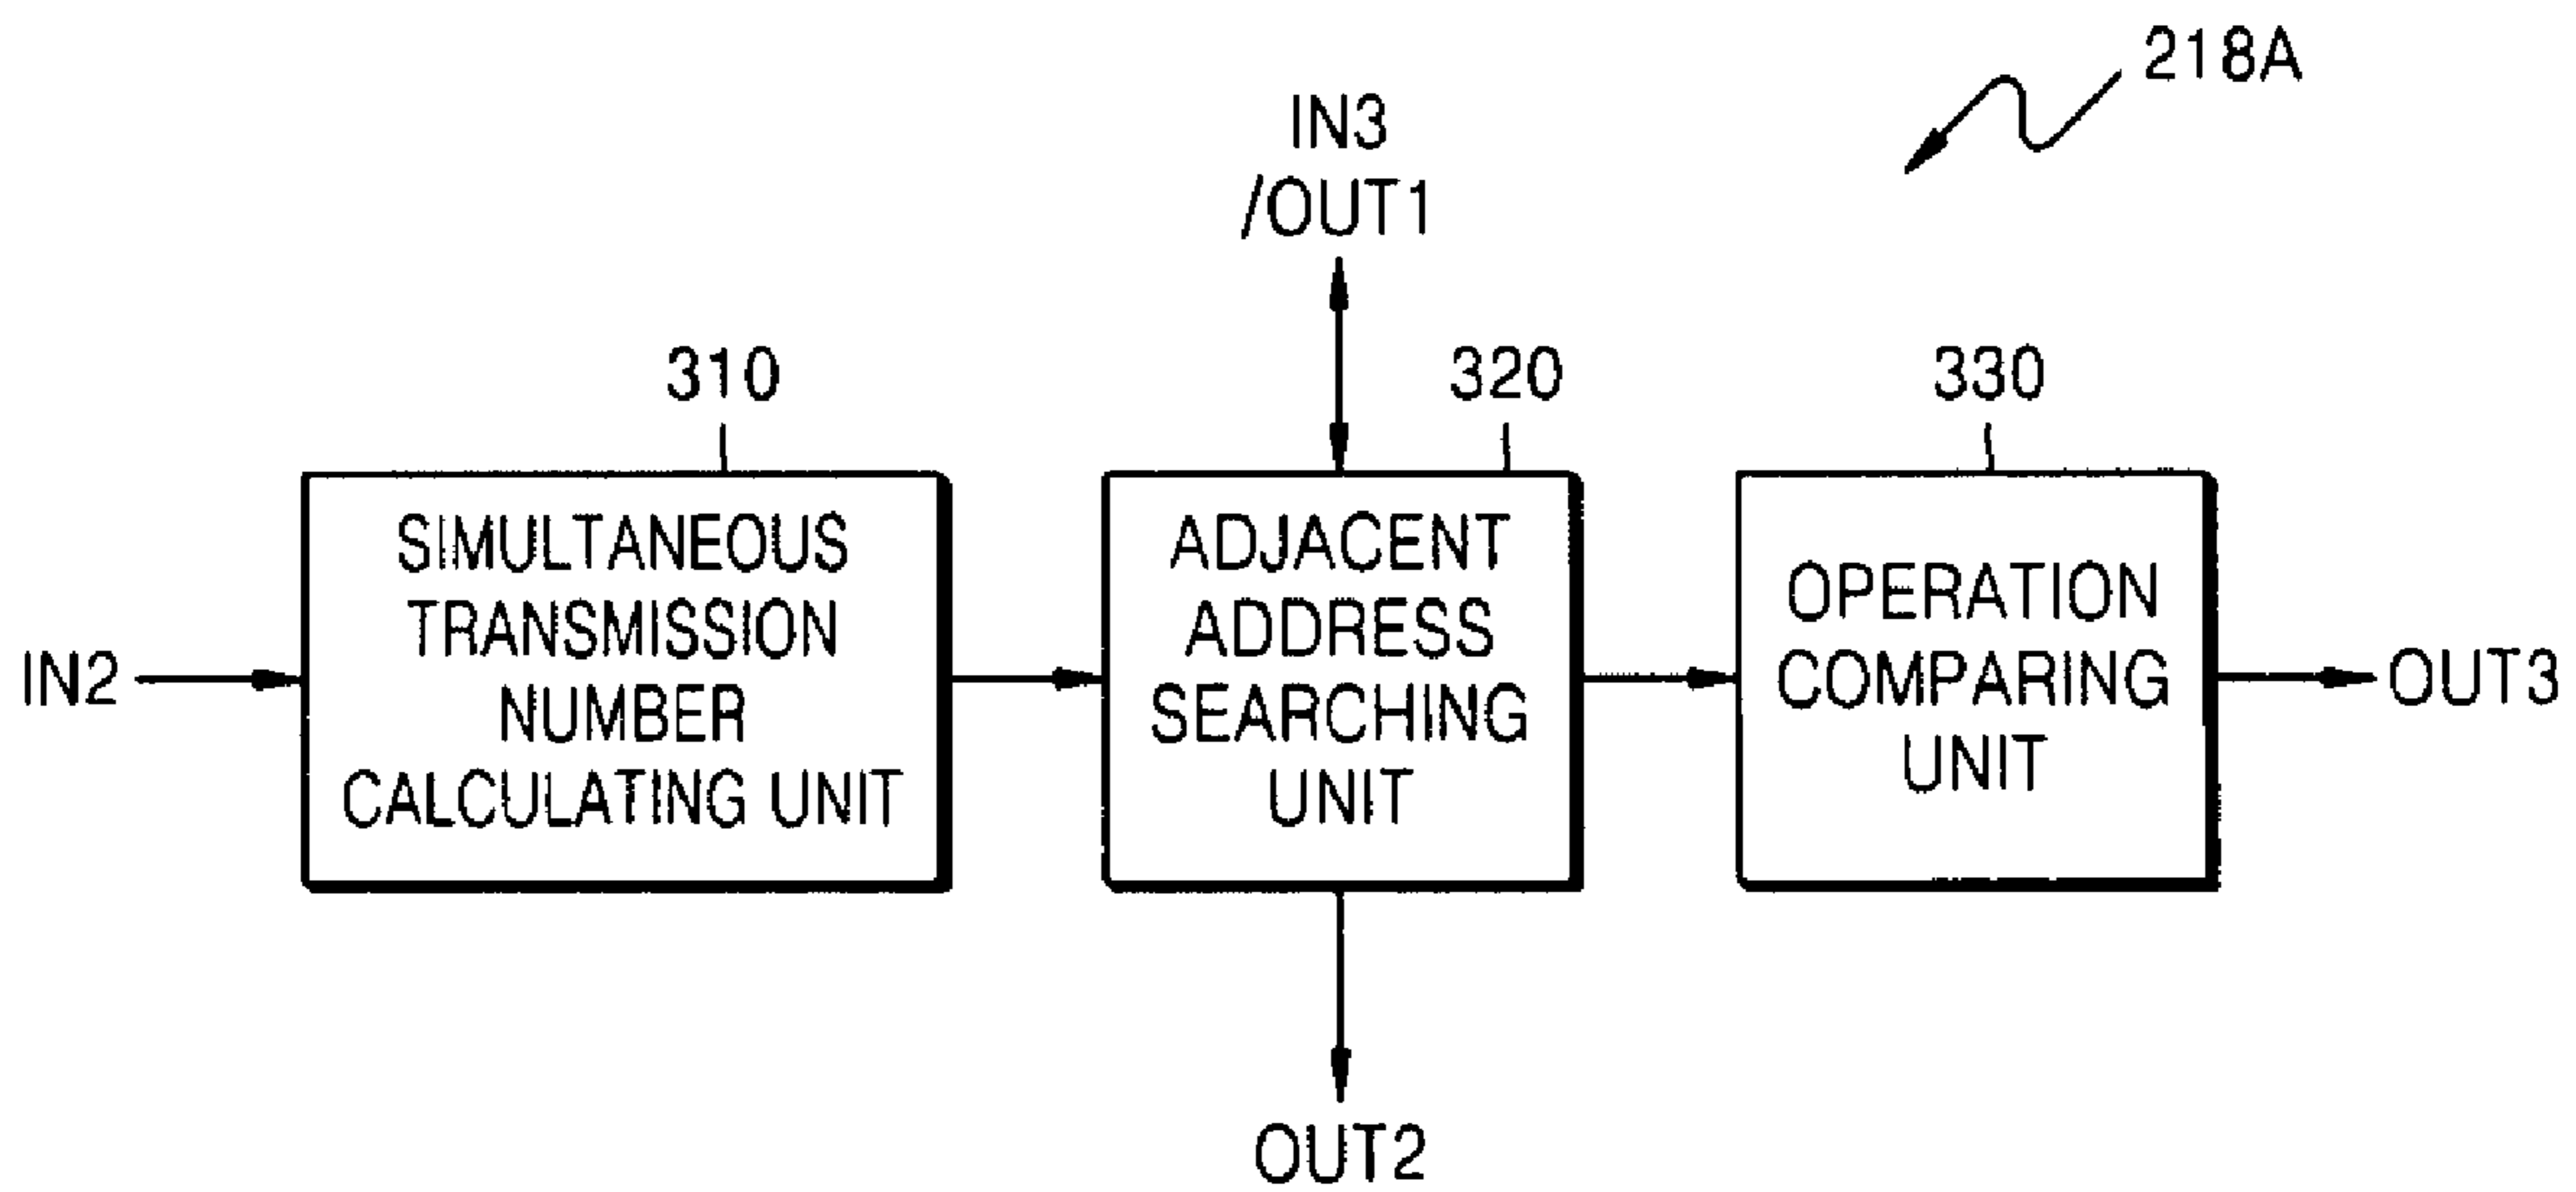 218A
IN3
/OUT1
310
320
330
SIMULTANEOUS
TRANSMISSION
NUMBER
CALCULATING UNIT
ADJACENT
ADDRESS
SEARCHING
UNIT
OPERATION
COMPARING
UNIT
IN2
OUT3
OUT2